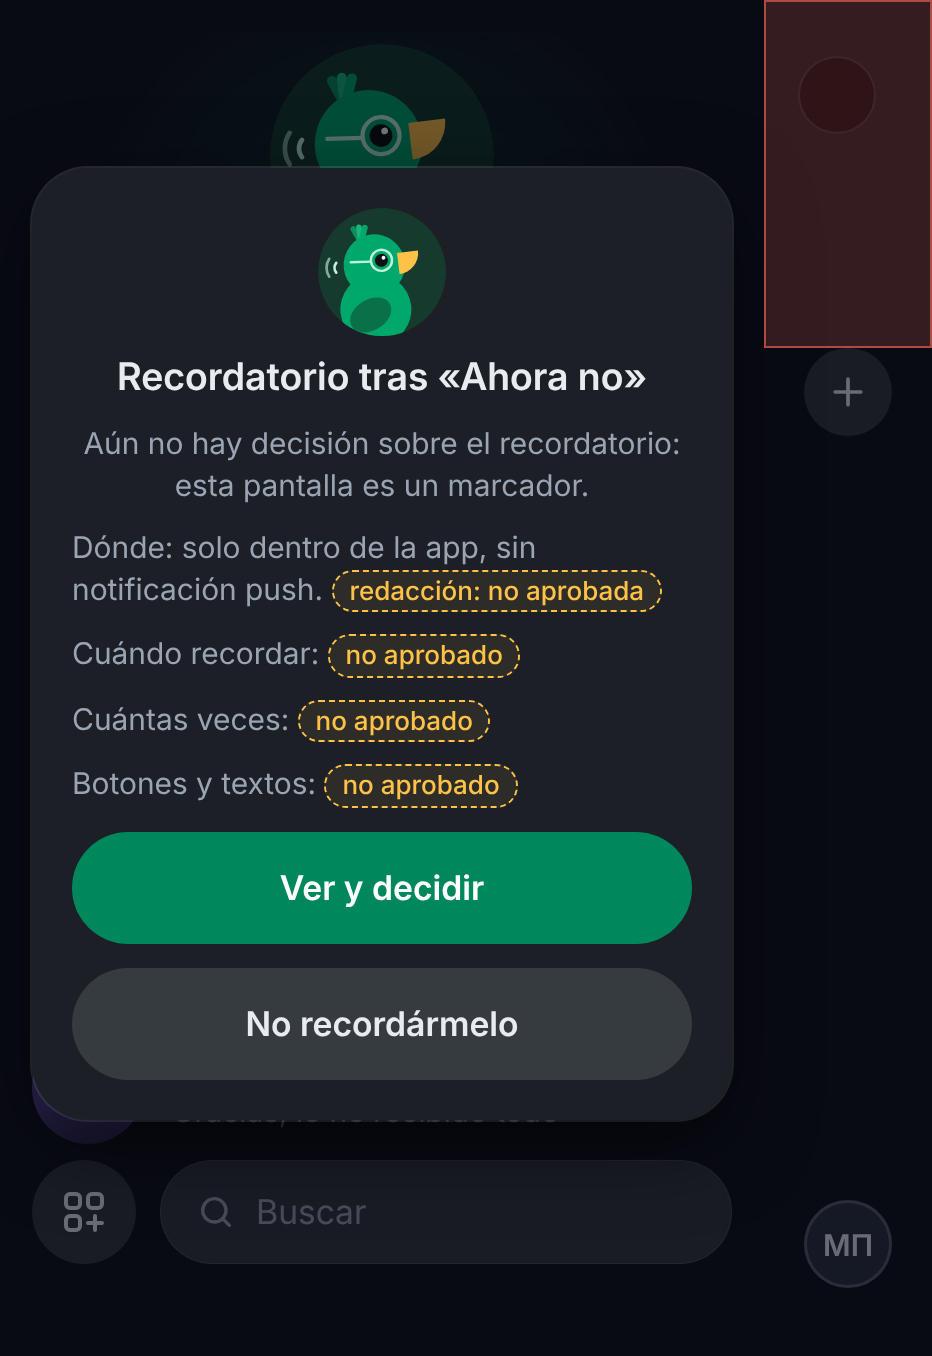 Recordatorio tras «Ahora no»
Aún no hay decisión sobre el recordatorio:
esta pantalla es un marcador.
Dónde: solo dentro de la app, sin
notificación push. redacción: no aprobada
Cuándo recordar: no aprobado
Cuántas veces: no aprobado
Botones y textos: no aprobado
Ver y decidir
No recordármelo
Buscar
МП